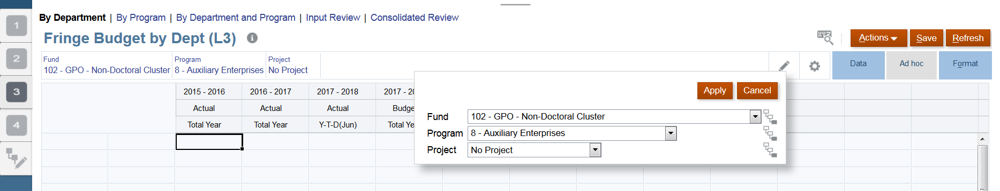 1
By Department | By Program | By Department and Program | Input Review | Consolidated Review
Fringe Budget by Dept (L3) i
Actions Save Refresh
2
Fund Program Project
102 - GPO - Non-Doctoral Cluster 8 - Auxiliary Enterprises No Project
Data Ad hoc Format
3
2015 - 2016 2016 - 2017 2017 - 2018 2017 - 20
Actual Actual Actual Budge
Total Year Total Year Y-T-D(Jun) Total Ye
4
Apply Cancel
Fund 102 - GPO - Non-Doctoral Cluster
Program 8 - Auxiliary Enterprises
Project No Project